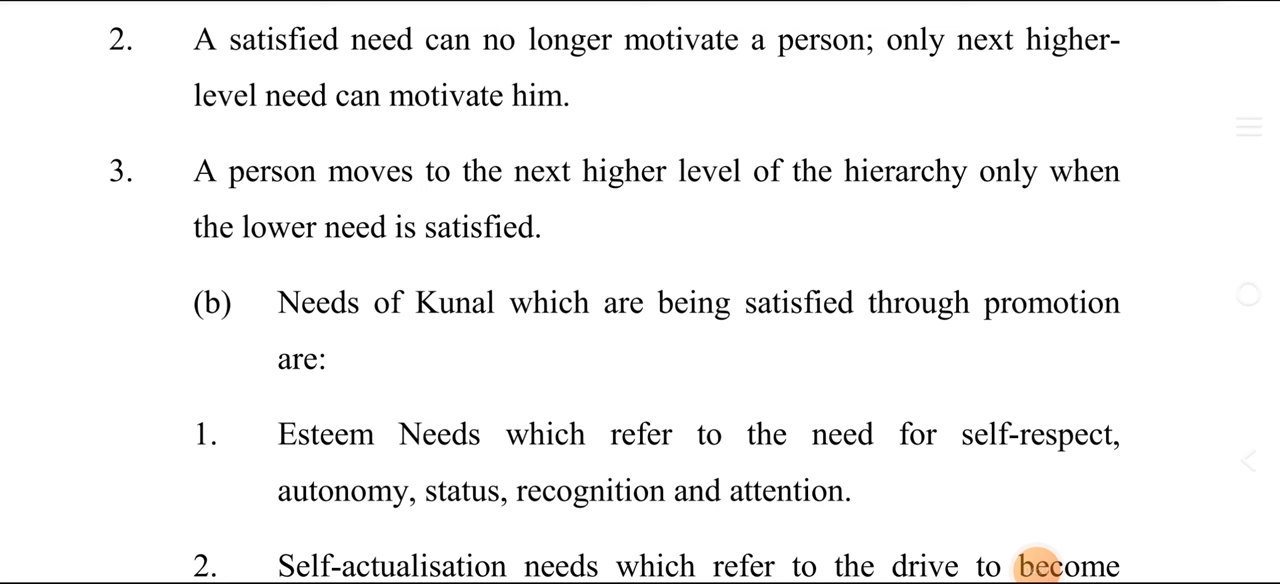 2. A satisfied need can no longer motivate a person; only next higher-
level need can motivate him.
3. A person moves to the next higher level of the hierarchy only when
the lower need is satisfied.
(b) Needs of Kunal which are being satisfied through promotion
are:
1. Esteem Needs which refer to the need for self-respect,
autonomy, status, recognition and attention.
2. Self-actualisation needs which refer to the drive to become